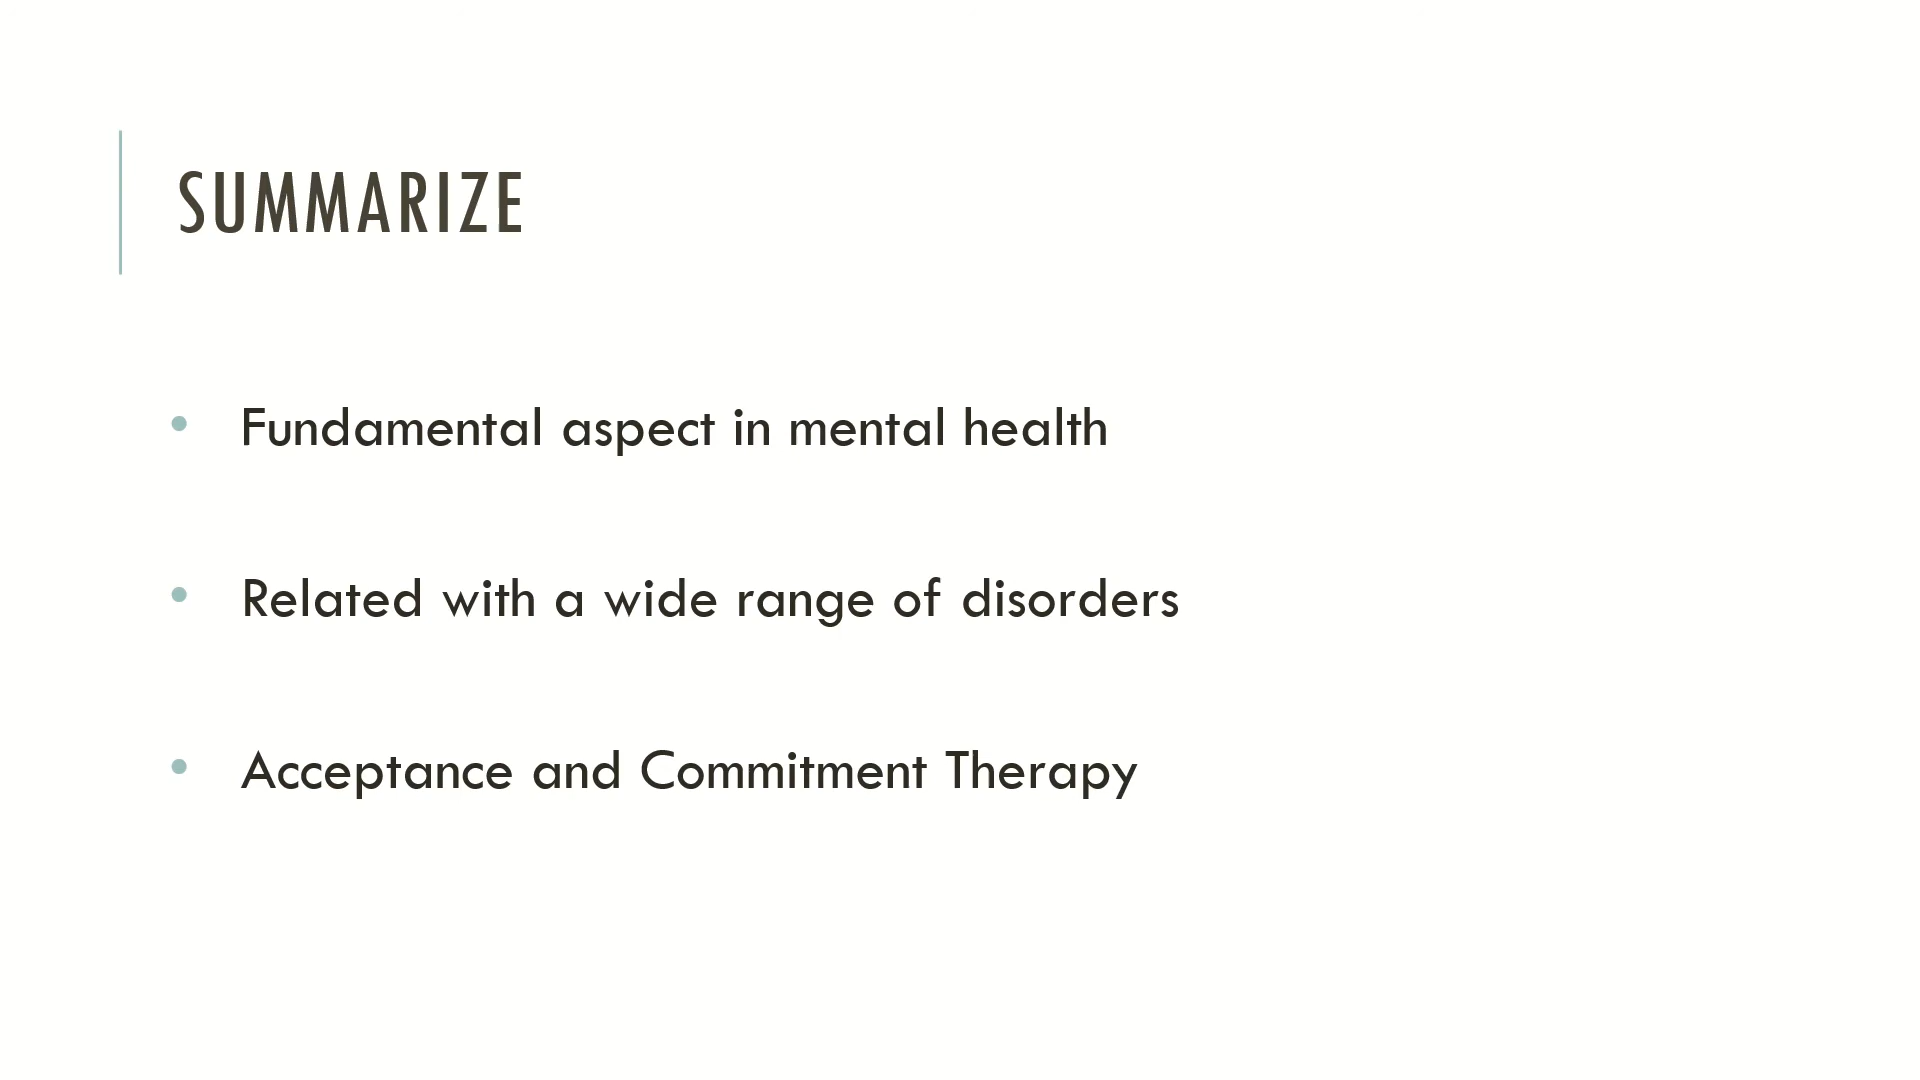 SUMMARIZE
• Fundamental aspect in mental health
• Related with a wide range of disorders
• Acceptance and Commitment Therapy